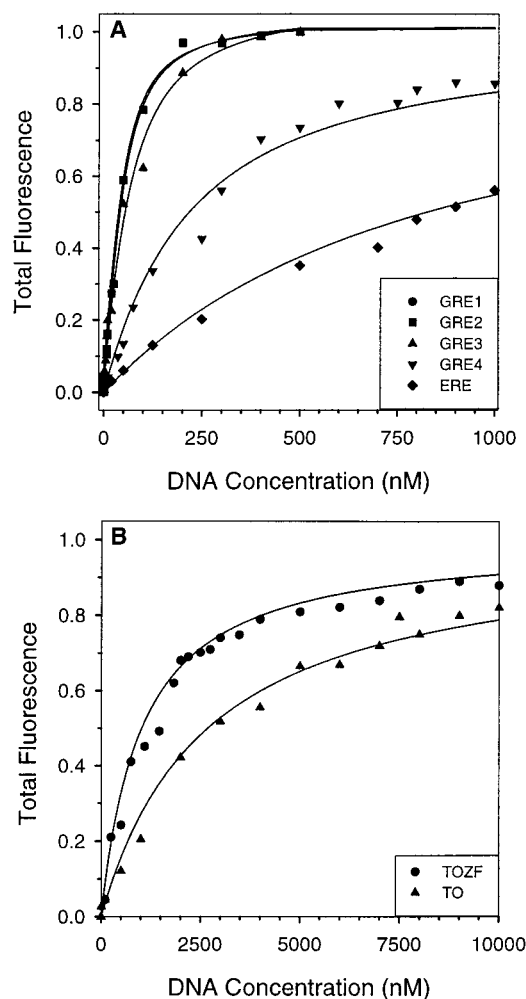 A
1.0
0.8
0.6
0.4
0.2
0.0
Total Fluorescence
GRE1
GRE2
GRE3
GRE4
ERE
0 250 500 750 1000
DNA Concentration (nM)
B
1.0
0.8
0.6
0.4
0.2
0.0
Total Fluorescence
TOZF
TO
0 2500 5000 7500 10000
DNA Concentration (nM)